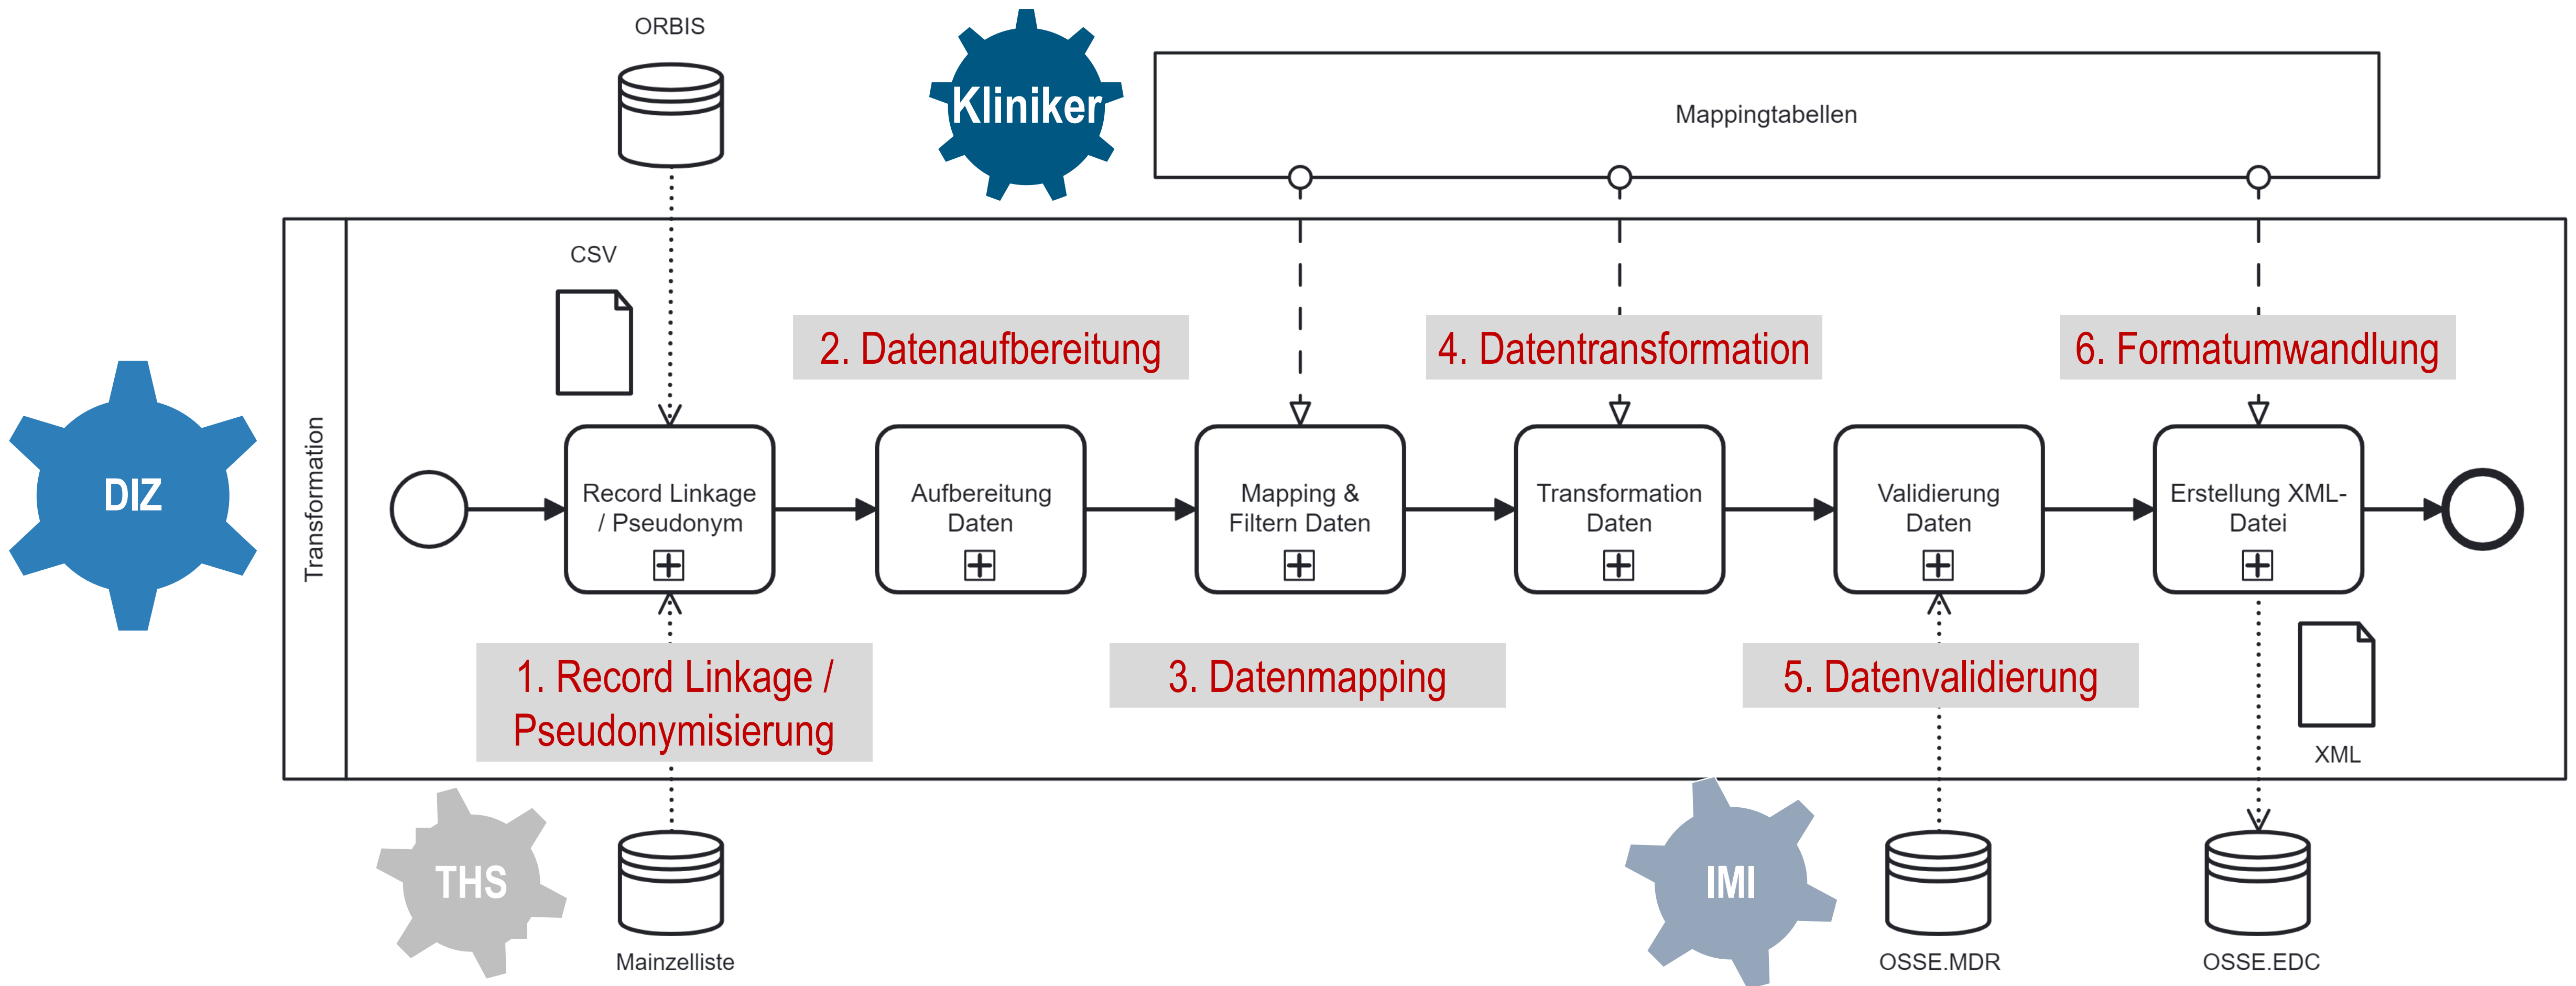 ORBIS
Kliniker
Mappingtabellen
CSV
2. Datenaufbereitung
4. Datentransformation
6. Formatumwandlung
DIZ
Transformation
Record Linkage
/ Pseudonym
Aufbereitung
Daten
Mapping &
Filtern Daten
Transformation
Daten
Validierung
Daten
Erstellung XML-
Datei
1. Record Linkage /
Pseudonymisierung
3. Datenmapping
5. Datenvalidierung
XML
THS
Mainzelliste
IMI
OSSE.MDR
OSSE.EDC